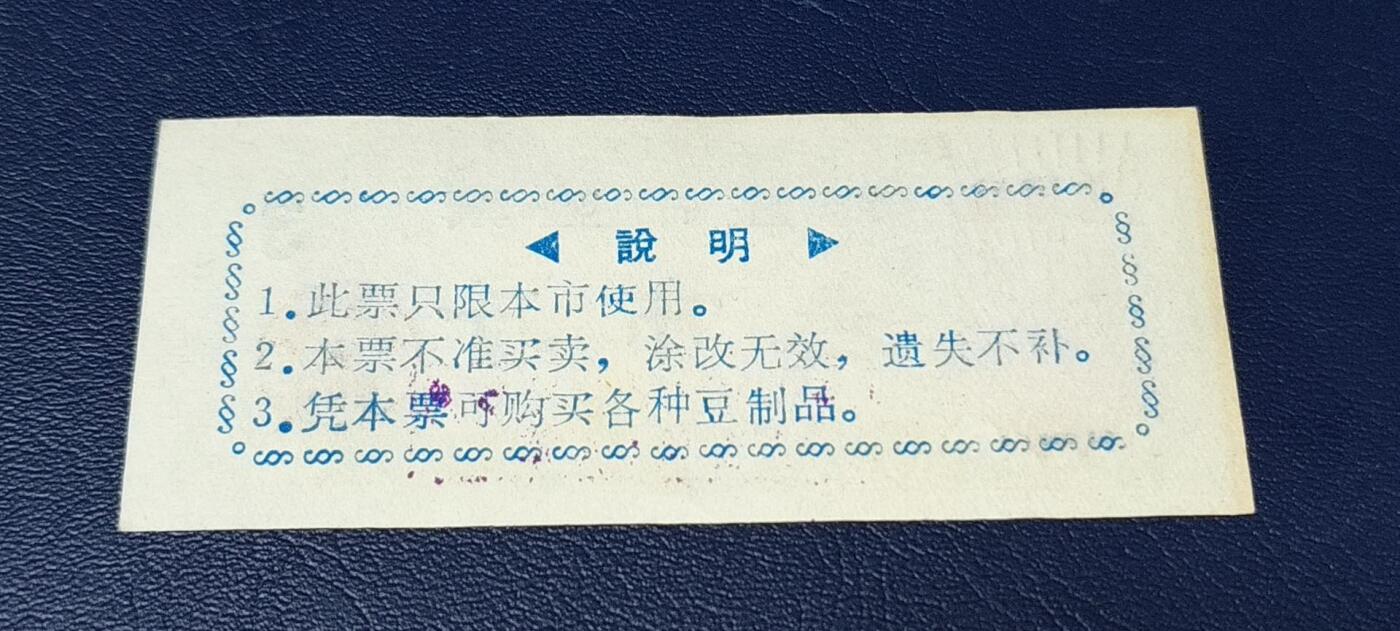 ◀ 說 明 ▶
1.此票只限本市使用。
2.本票不准买卖，涂改无效，遗失不补。
3.凭本票可购买各种豆制品。